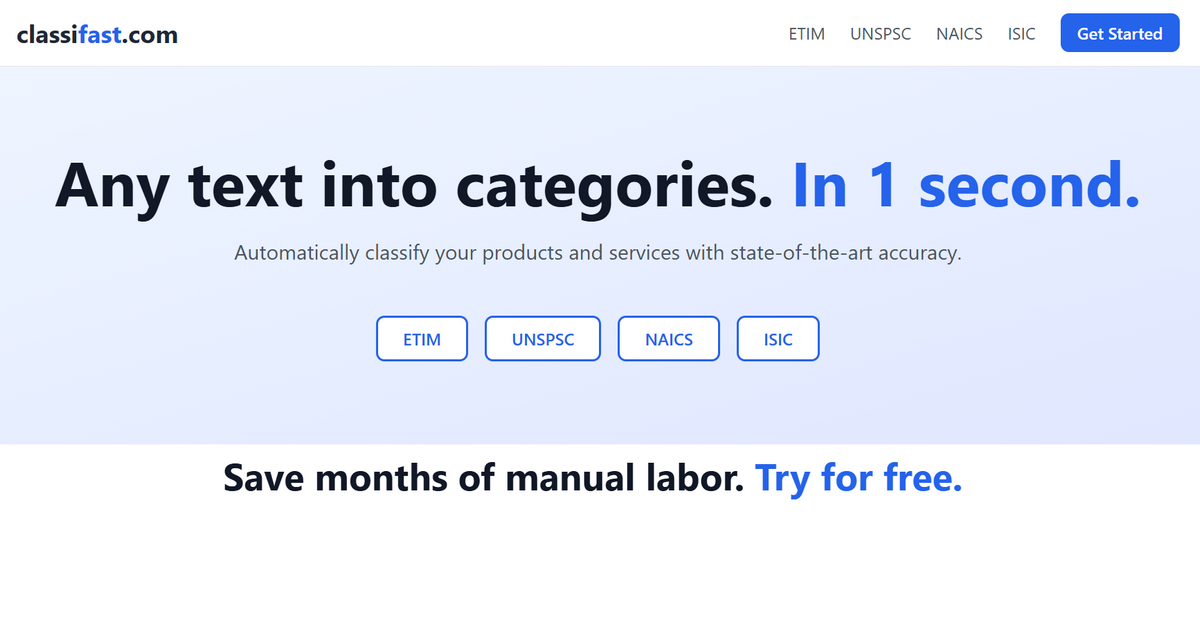 classifast.com
ETIM UNSPSC NAICS ISIC Get Started
Any text into categories. In 1 second.
Automatically classify your products and services with state-of-the-art accuracy.
ETIM UNSPSC NAICS ISIC
Save months of manual labor. Try for free.